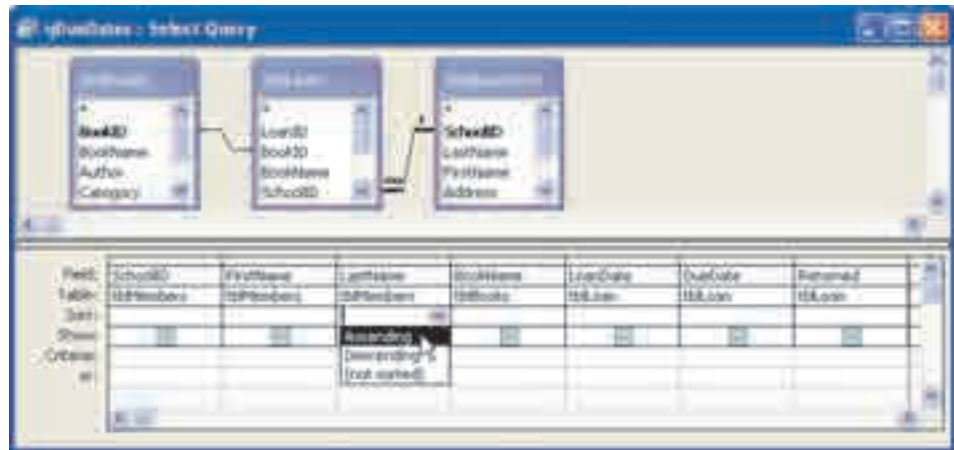 qDueDates : Select Query
BookID
BookName
Author
Category
LoanID
BookID
BookName
SchoolID
SchoolID
LastName
FirstName
Address
Field: SchoolID FirstName LastName BookName LoanDate DueDate Returned
Table: tblMembers tblMembers tblMembers tblBooks tblLoan tblLoan tblLoan
Sort:
Show: Ascending
Criteria: Descending
or: (not sorted)